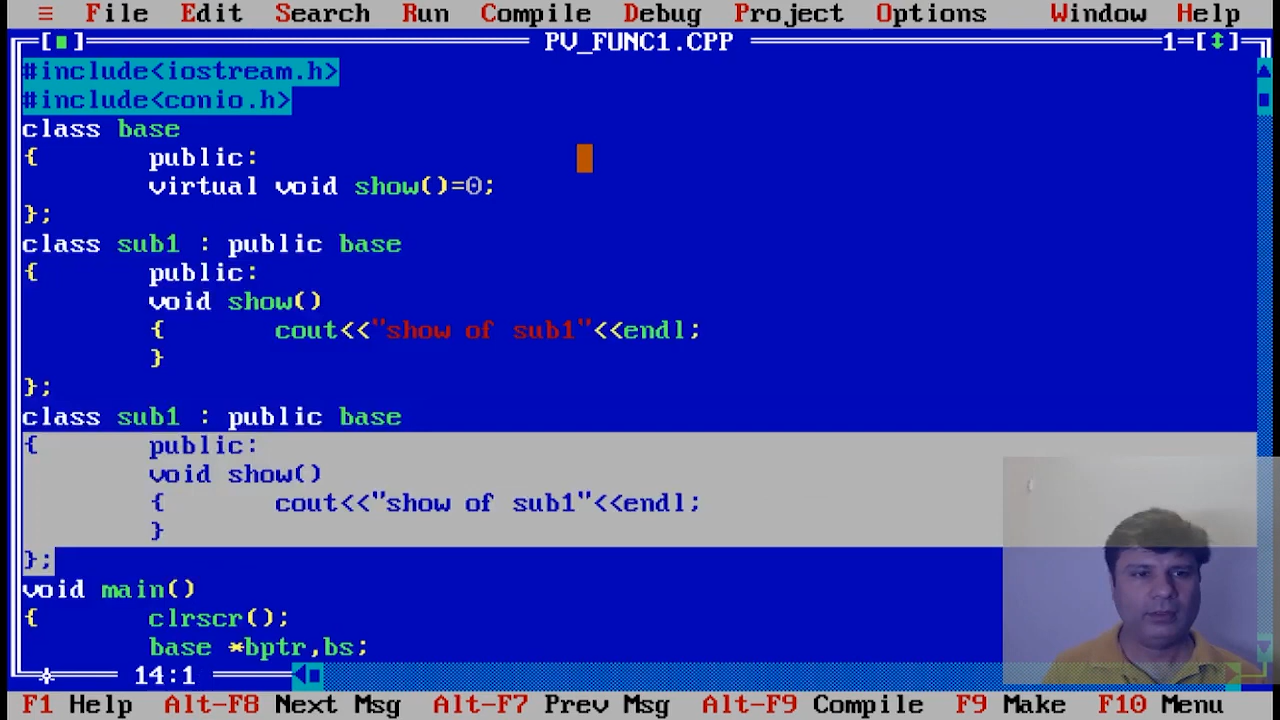 ≡ File Edit Search Run Compile Debug Project Options Window Help
[■] PV_FUNC1.CPP 1=[↕]
#include<iostream.h>
#include<conio.h>
class base
{ public:
virtual void show()=0;
};
class sub1 : public base
{ public:
void show()
{ cout<<"show of sub1"<<endl;
}
};
class sub1 : public base
{ public:
void show()
{ cout<<"show of sub1"<<endl;
}
};
void main()
{ clrscr();
base *bptr,bs;
14:1
F1 Help Alt-F8 Next Msg Alt-F7 Prev Msg Alt-F9 Compile F9 Make F10 Menu